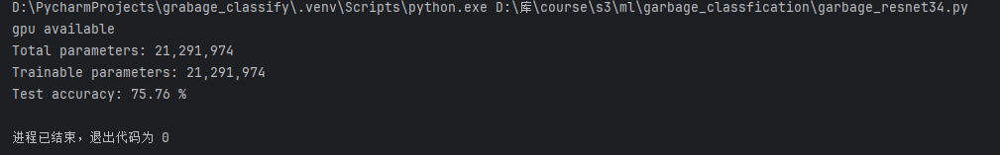 D:\PycharmProjects\grabage_classify\.venv\Scripts\python.exe D:\库\course\s3\ml\garbage_classfication\garbage_resnet34.py
gpu available
Total parameters: 21,291,974
Trainable parameters: 21,291,974
Test accuracy: 75.76 %
进程已结束，退出代码为 0